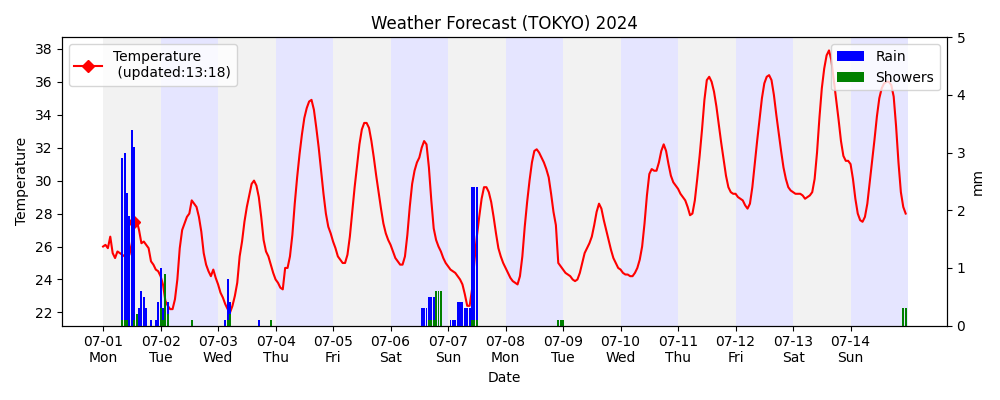 Weather Forecast (TOKYO) 2024
Temperature
(updated:13:18)
Rain
Showers
38
36
34
32
30
28
26
24
22
Temperature
5
4
3
2
1
0
mm
07-01 07-02 07-03 07-04 07-05 07-06 07-07 07-08 07-09 07-10 07-11 07-12 07-13 07-14
Mon Tue Wed Thu Fri Sat Sun Mon Tue Wed Thu Fri Sat Sun
Date